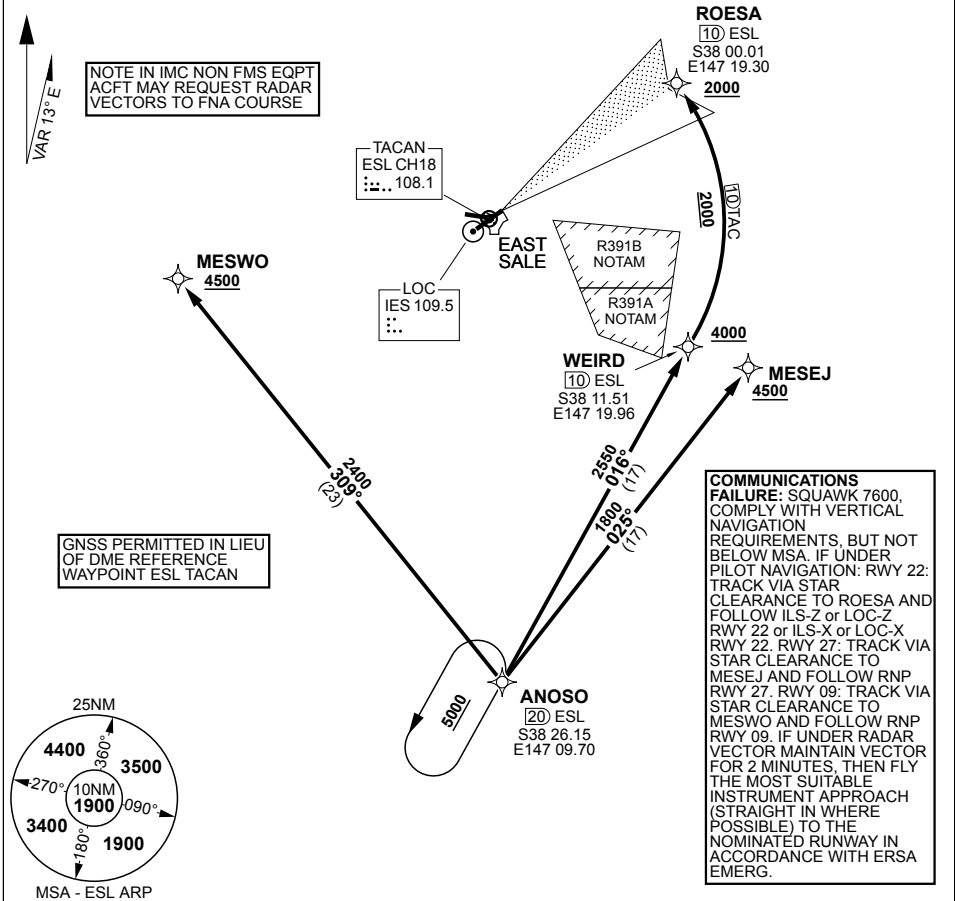 ROESA
10 ESL
S38 00.01
E147 19.30
2000
VAR 13° E
NOTE IN IMC NON FMS EQPT
ACFT MAY REQUEST RADAR
VECTORS TO FNA COURSE
TACAN
ESL CH18
108.1
10 TAC
2000
EAST
SALE
R391B
NOTAM
R391A
NOTAM
MESWO
4500
LOC
IES 109.5
4000
WEIRD
10 ESL
S38 11.51
E147 19.96
MESEJ
4500
2400
309°
(23)
2550
016°
(17)
1800
025°
(17)
GNSS PERMITTED IN LIEU
OF DME REFERENCE
WAYPOINT ESL TACAN
COMMUNICATIONS
FAILURE: SQUAWK 7600,
COMPLY WITH VERTICAL
NAVIGATION
REQUIREMENTS, BUT NOT
BELOW MSA. IF UNDER
PILOT NAVIGATION: RWY 22:
TRACK VIA STAR
CLEARANCE TO ROESA AND
FOLLOW ILS-Z or LOC-Z
RWY 22 or ILS-X or LOC-X
RWY 22. RWY 27: TRACK VIA
STAR CLEARANCE TO
MESEJ AND FOLLOW RNP
RWY 27. RWY 09: TRACK VIA
STAR CLEARANCE TO
MESWO AND FOLLOW RNP
RWY 09. IF UNDER RADAR
VECTOR MAINTAIN VECTOR
FOR 2 MINUTES, THEN FLY
THE MOST SUITABLE
INSTRUMENT APPROACH
(STRAIGHT IN WHERE
POSSIBLE) TO THE
NOMINATED RUNWAY IN
ACCORDANCE WITH ERSA
EMERG.
5000
ANOSO
20 ESL
S38 26.15
E147 09.70
25NM
4400
360°
3500
270°
10NM
1900
090°
3400
180°
1900
MSA - ESL ARP